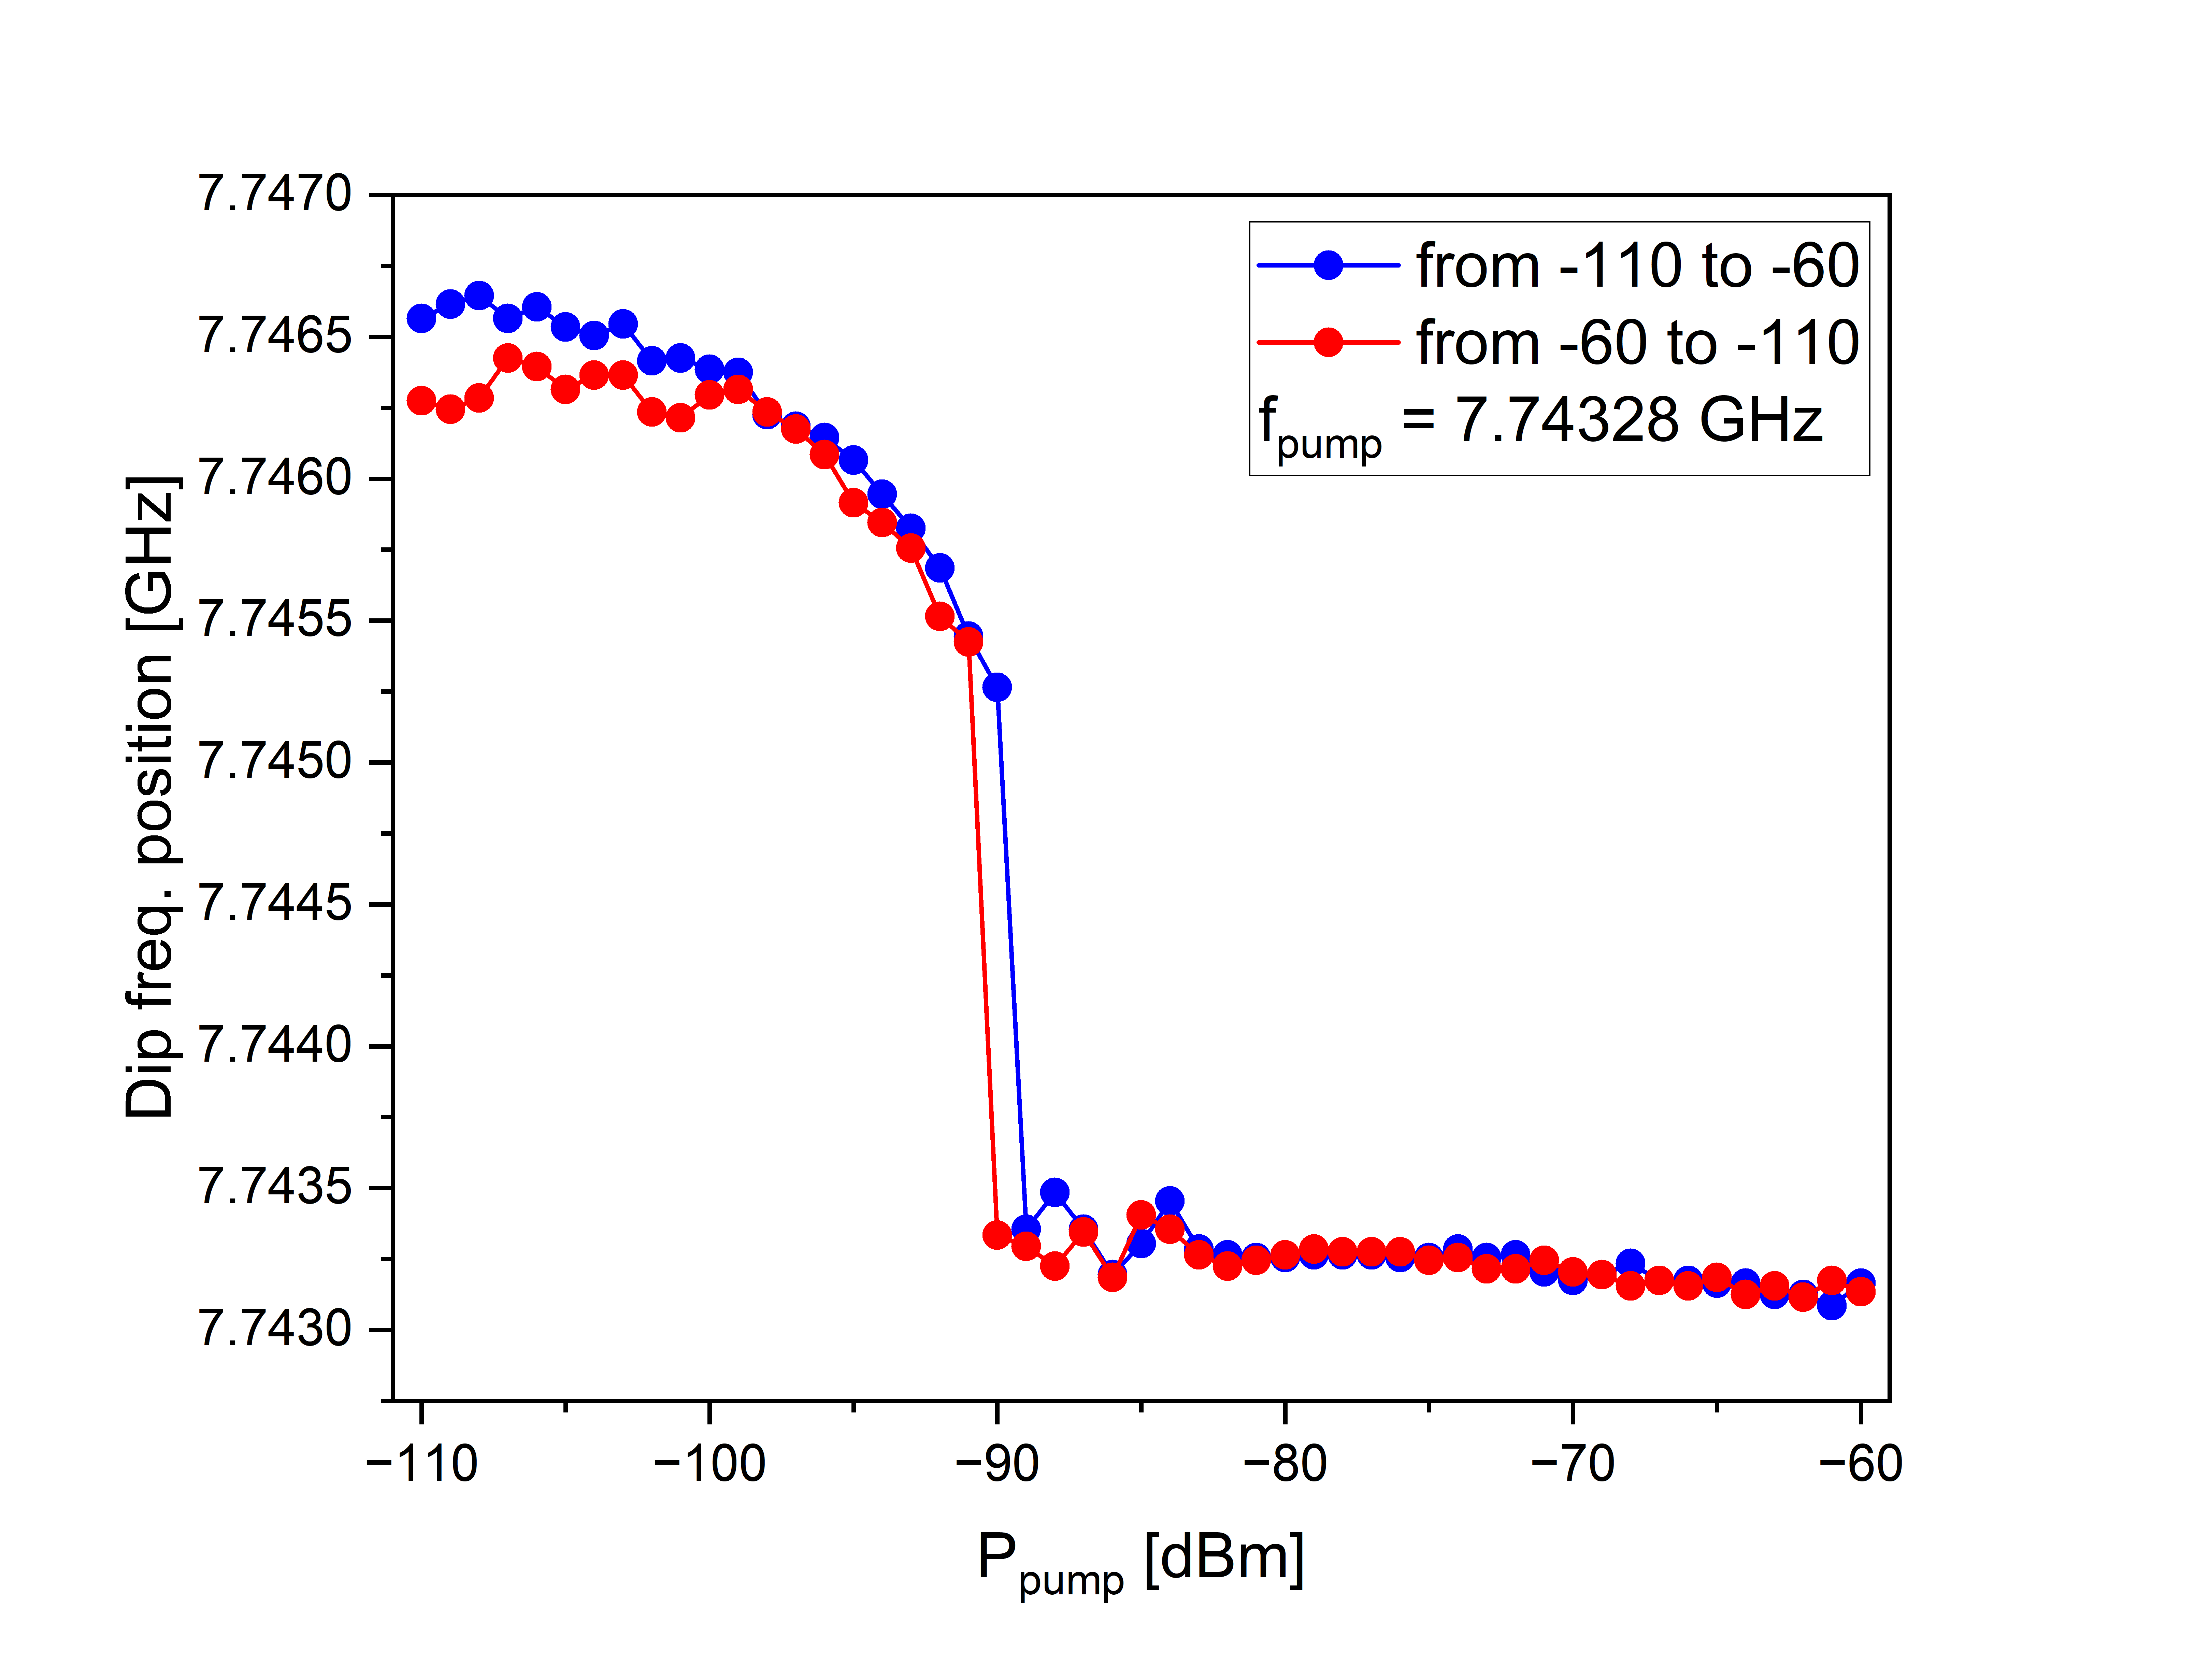 7.7470
7.7465
7.7460
7.7455
7.7450
7.7445
7.7440
7.7435
7.7430
Dip freq. position [GHz]
from -110 to -60
from -60 to -110
fpump = 7.74328 GHz
−110 −100 −90 −80 −70 −60
Ppump [dBm]